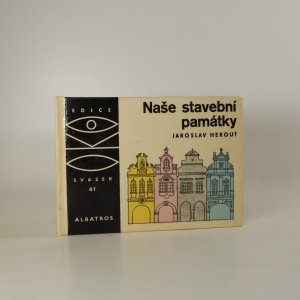 EDICE
SVAZEK
41
ALBATROS
Naše stavební
památky
JAROSLAV HEROUT